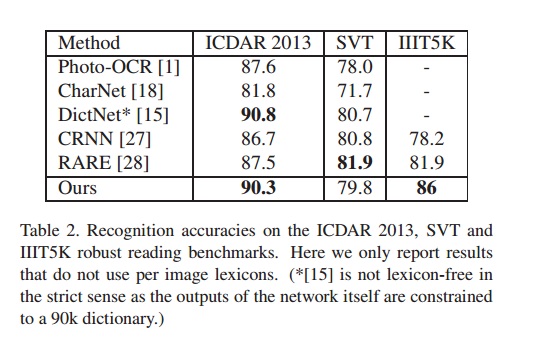 Method ICDAR 2013 SVT IIIT5K
Photo-OCR [1] 87.6 78.0 -
CharNet [18] 81.8 71.7 -
DictNet* [15] 90.8 80.7 -
CRNN [27] 86.7 80.8 78.2
RARE [28] 87.5 81.9 81.9
Ours 90.3 79.8 86
Table 2. Recognition accuracies on the ICDAR 2013, SVT and
IIIT5K robust reading benchmarks. Here we only report results
that do not use per image lexicons. (*[15] is not lexicon-free in
the strict sense as the outputs of the network itself are constrained
to a 90k dictionary.)